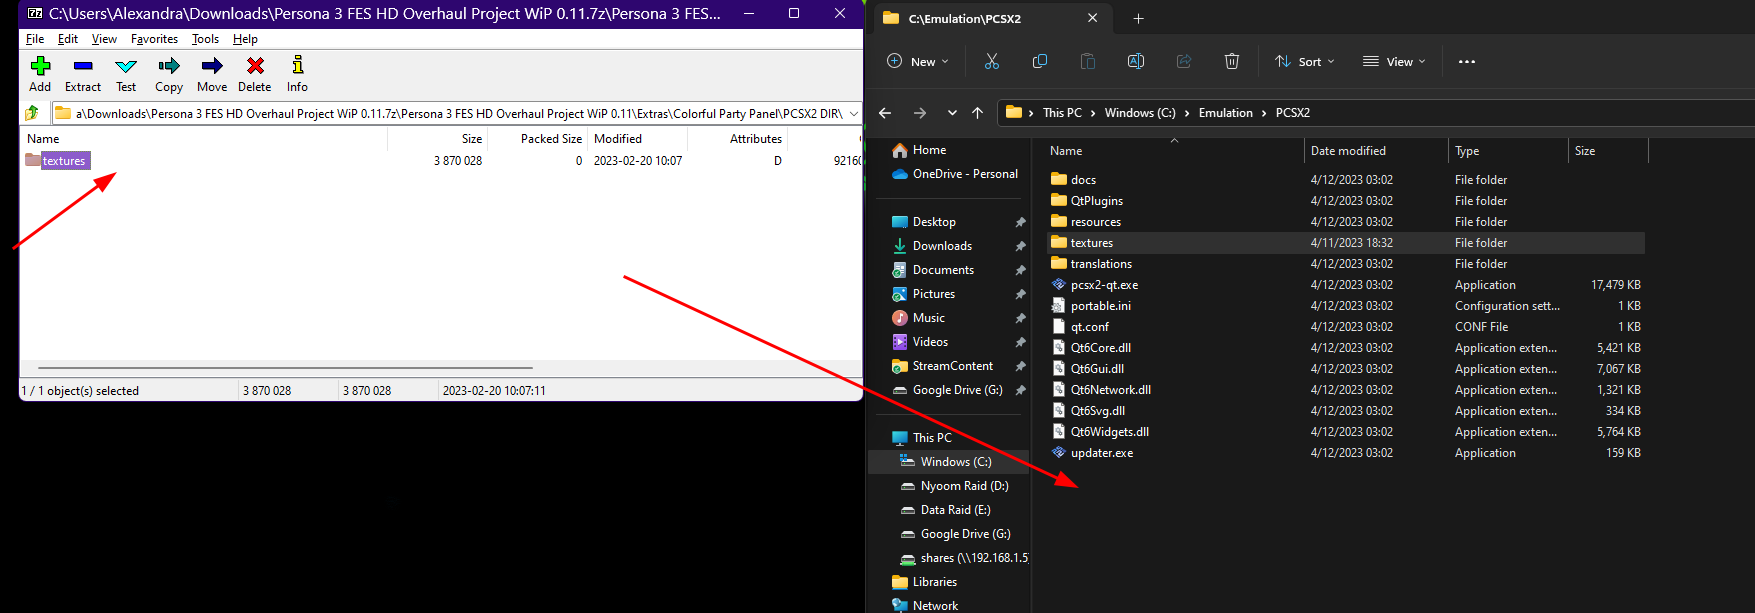 C:\Users\Alexandra\Downloads\Persona 3 FES HD Overhaul Project WiP 0.11.7z\Persona 3 FES...
File Edit View Favorites Tools Help
Add Extract Test Copy Move Delete Info
a\Downloads\Persona 3 FES HD Overhaul Project WiP 0.11.7z\Persona 3 FES HD Overhaul Project WiP 0.11\Extras\Colorful Party Panel\PCSX2 DIR\
Name Size Packed Size Modified Attributes
textures 3 870 028 0 2023-02-20 10:07 D 92160
1 / 1 object(s) selected 3 870 028 3 870 028 2023-02-20 10:07:11
C:\Emulation\PCSX2
New Sort View
This PC Windows (C:) Emulation PCSX2
Home
OneDrive - Personal
Desktop
Downloads
Documents
Pictures
Music
Videos
StreamContent
Google Drive (G:)
This PC
Windows (C:)
Nyoom Raid (D:)
Data Raid (E:)
Google Drive (G:)
shares (\\192.168.1.5)
Libraries
Network
Name Date modified Type Size
docs 4/12/2023 03:02 File folder
QtPlugins 4/12/2023 03:02 File folder
resources 4/12/2023 03:02 File folder
textures 4/11/2023 18:32 File folder
translations 4/12/2023 03:02 File folder
pcsx2-qt.exe 4/12/2023 03:02 Application 17,479 KB
portable.ini 4/12/2023 03:02 Configuration sett... 1 KB
qt.conf 4/12/2023 03:02 CONF File 1 KB
Qt6Core.dll 4/12/2023 03:02 Application exten... 5,421 KB
Qt6Gui.dll 4/12/2023 03:02 Application exten... 7,067 KB
Qt6Network.dll 4/12/2023 03:02 Application exten... 1,321 KB
Qt6Svg.dll 4/12/2023 03:02 Application exten... 334 KB
Qt6Widgets.dll 4/12/2023 03:02 Application exten... 5,764 KB
updater.exe 4/12/2023 03:02 Application 159 KB